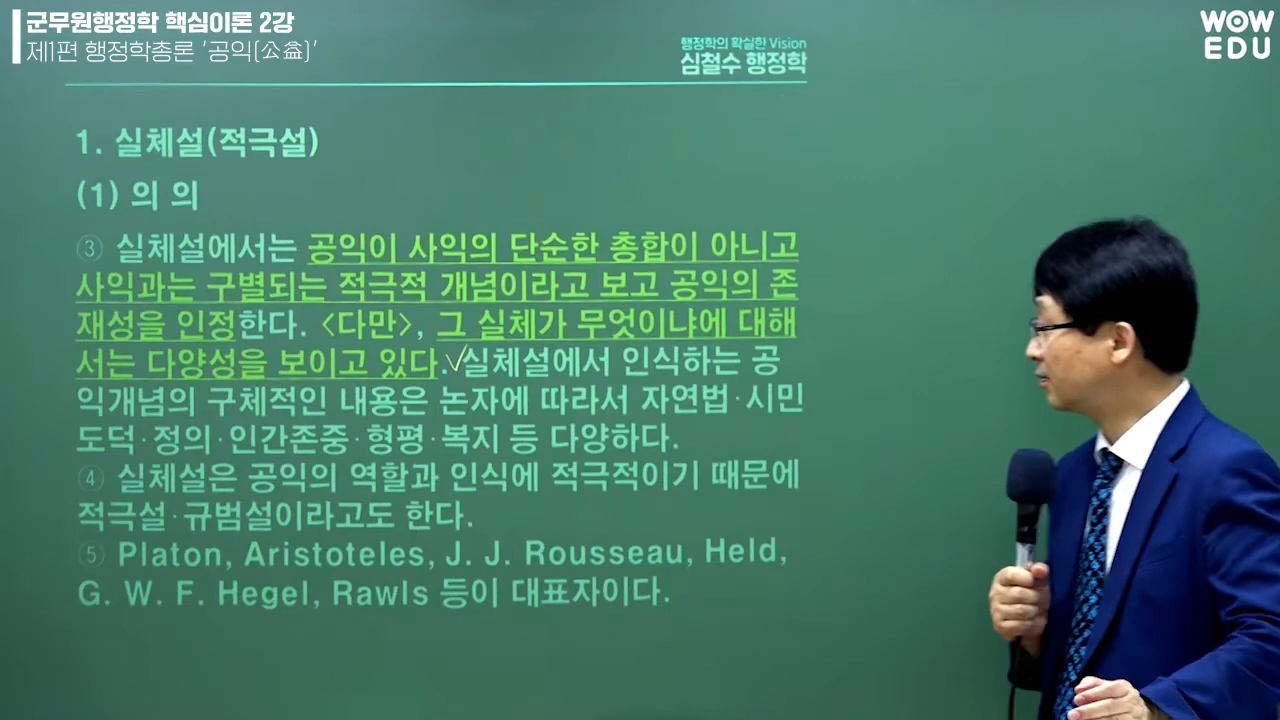 군무원행정학 핵심이론 2강
제1편 행정학총론 '공익(公益)'
WOW
EDU
행정학의 확실한 Vision
심철수 행정학
1. 실체설(적극설)
(1) 의 의
③ 실체설에서는 공익이 사익의 단순한 총합이 아니고
사익과는 구별되는 적극적 개념이라고 보고 공익의 존
재성을 인정한다. <다만>, 그 실체가 무엇이냐에 대해
서는 다양성을 보이고 있다.√실체설에서 인식하는 공
익개념의 구체적인 내용은 논자에 따라서 자연법·시민
도덕·정의·인간존중·형평·복지 등 다양하다.
④ 실체설은 공익의 역할과 인식에 적극적이기 때문에
적극설·규범설이라고도 한다.
⑤ Platon, Aristoteles, J. J. Rousseau, Held,
G. W. F. Hegel, Rawls 등이 대표자이다.